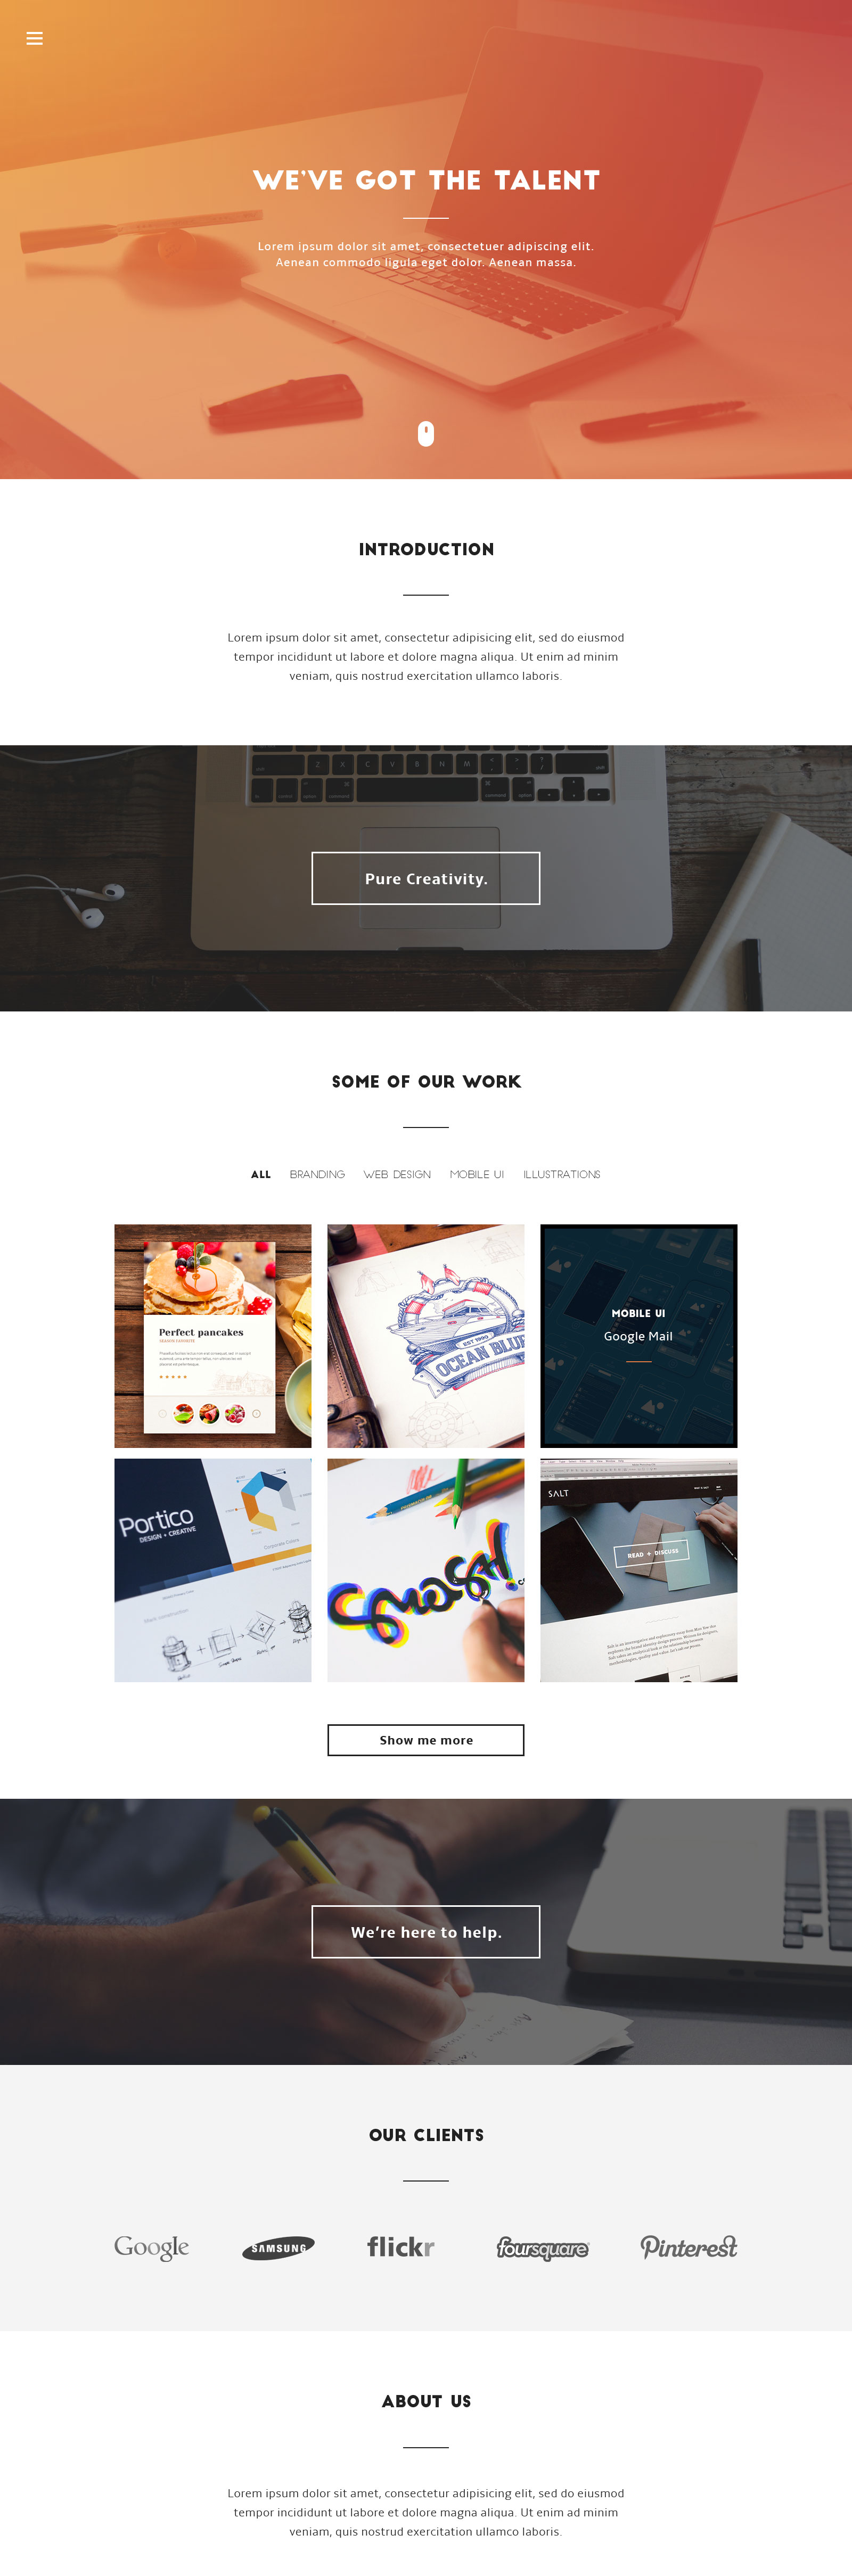 WE'VE GOT THE TALENT
Lorem ipsum dolor sit amet, consectetuer adipiscing elit.
Aenean commodo ligula eget dolor. Aenean massa.
INTRODUCTION
Lorem ipsum dolor sit amet, consectetur adipisicing elit, sed do eiusmod
tempor incididunt ut labore et dolore magna aliqua. Ut enim ad minim
veniam, quis nostrud exercitation ullamco laboris.
Z X C V B N M
Pure Creativity.
SOME OF OUR WORK
ALL BRANDING WEB DESIGN MOBILE UI ILLUSTRATIONS
Perfect pancakes
EST 1990
OCEAN BLUE
MOBILE UI
Google Mail
Portico
DESIGN + CREATIVE
Corporate Colors
smash
SALT
READ + DISCUSS
Show me more
We're here to help.
OUR CLIENTS
Google
SAMSUNG
flickr
foursquare
Pinterest
ABOUT US
Lorem ipsum dolor sit amet, consectetur adipisicing elit, sed do eiusmod
tempor incididunt ut labore et dolore magna aliqua. Ut enim ad minim
veniam, quis nostrud exercitation ullamco laboris.